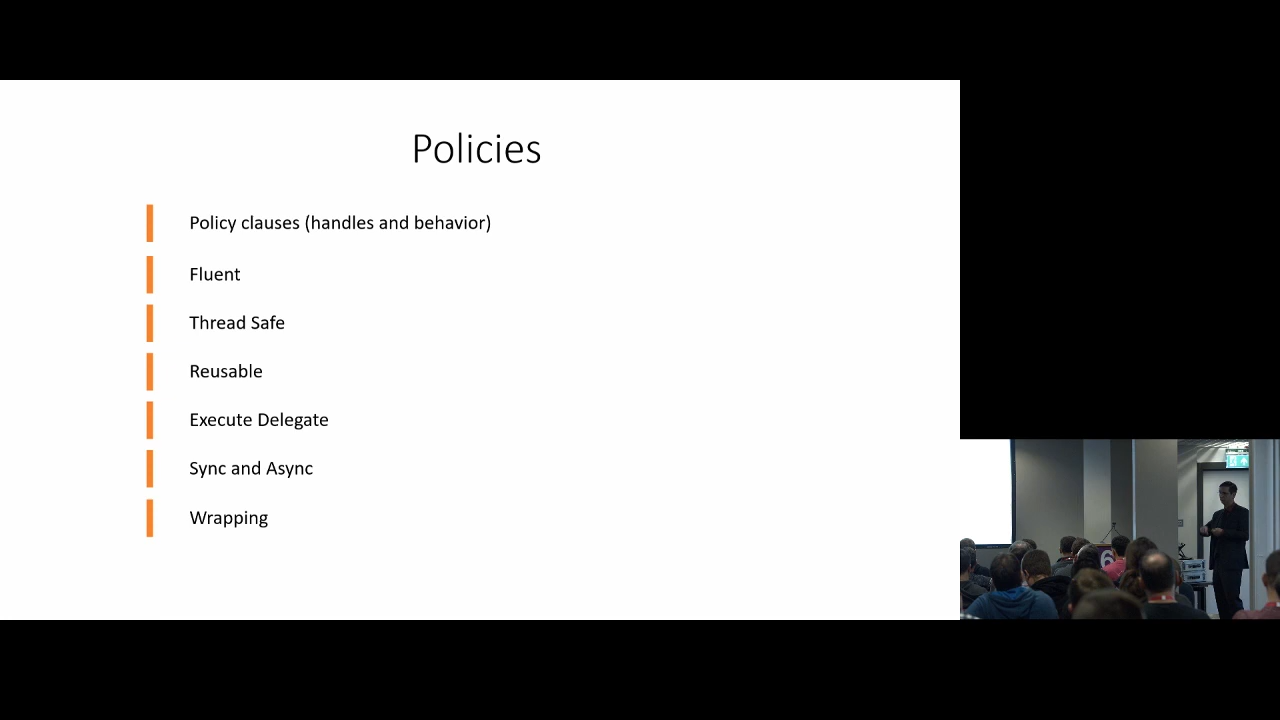 Policies
Policy clauses (handles and behavior)
Fluent
Thread Safe
Reusable
Execute Delegate
Sync and Async
Wrapping